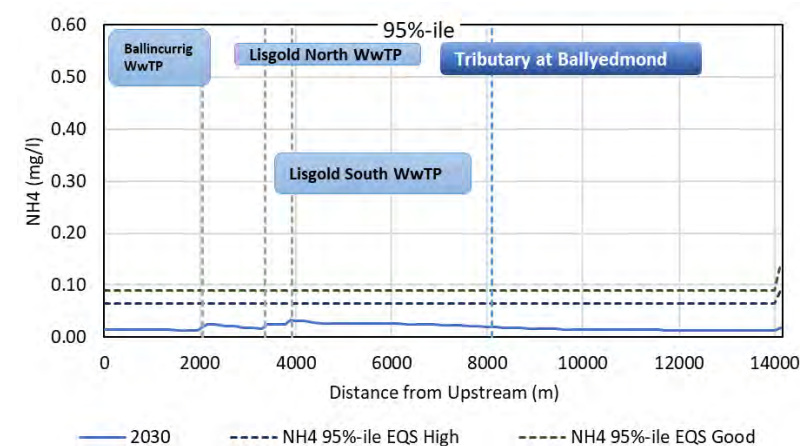 95%-ile
Ballincurrig
WwTP
Lisgold North WwTP
Tributary at Ballyedmond
Lisgold South WwTP
NH4 (mg/l)
0.60
0.50
0.40
0.30
0.20
0.10
0.00
0 2000 4000 6000 8000 10000 12000 14000
Distance from Upstream (m)
2030 NH4 95%-ile EQS High NH4 95%-ile EQS Good